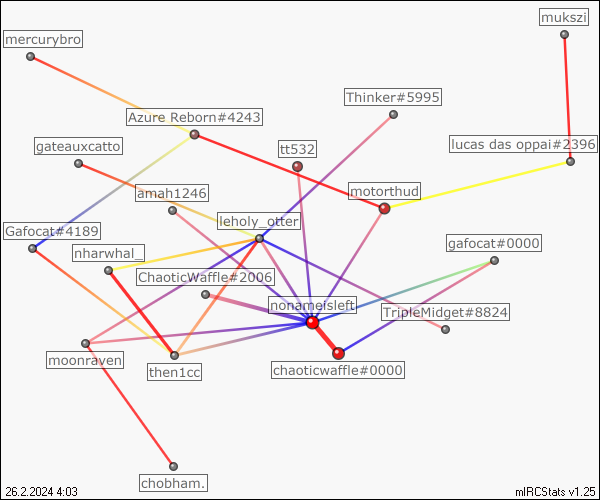 mukszi
mercurybro
Thinker#5995
Azure Reborn#4243
lucas das oppai#2396
gateauxcatto
tt532
amah1246
motorthud
leholy_otter
Gafocat#4189
gafocat#0000
nharwhal_
ChaoticWaffle#2006
nonameisleft
TripleMidget#8824
moonraven
then1cc
chaoticwaffle#0000
chobham.
26.2.2024 4:03
mIRCStats v1.25